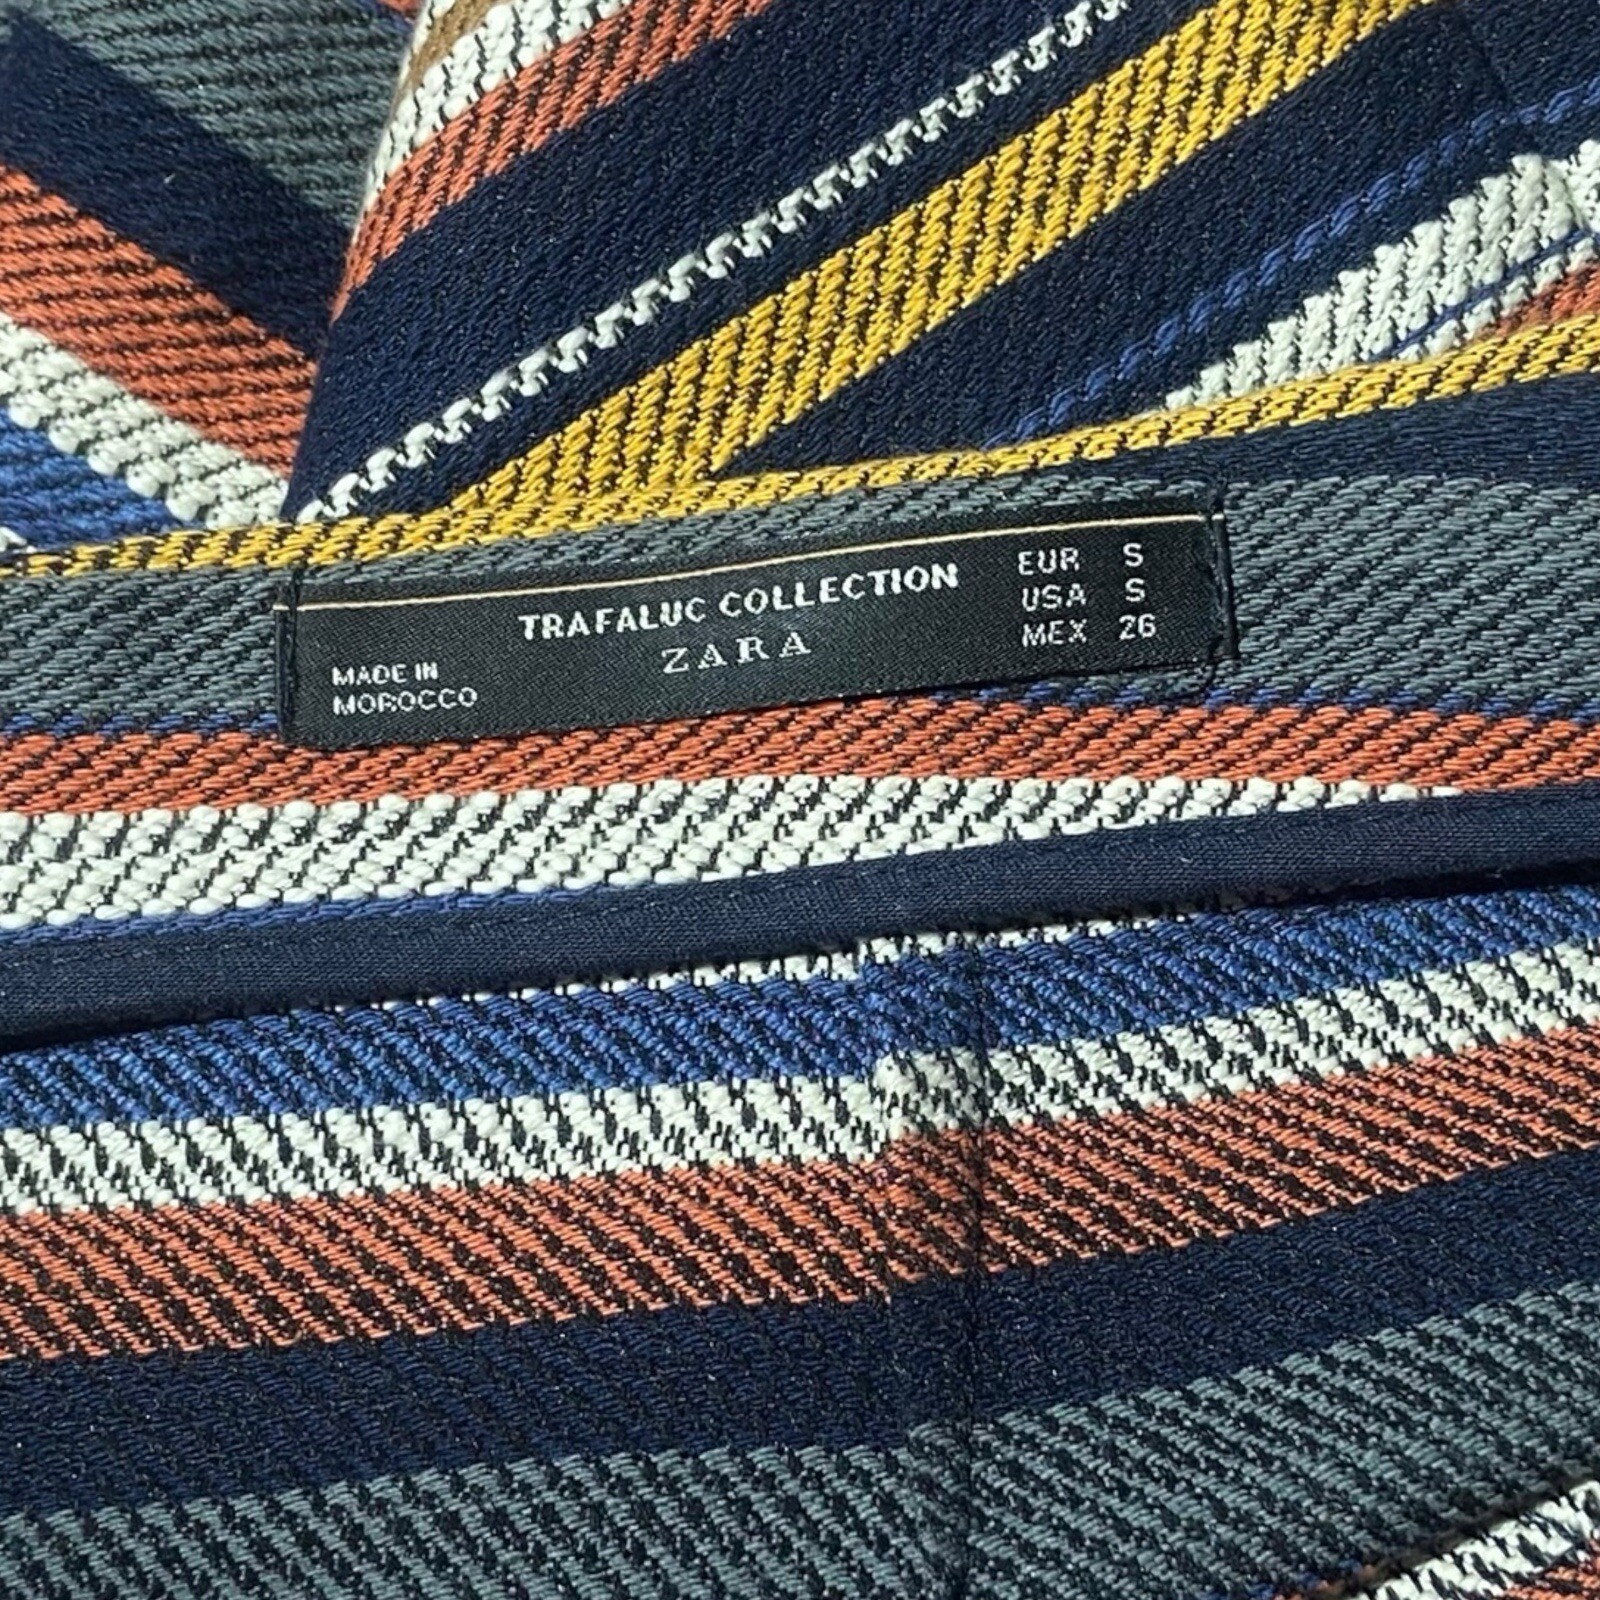 TRAFALUC COLLECTION
ZARA
MADE IN
MOROCCO
EUR S
USA S
MEX 26